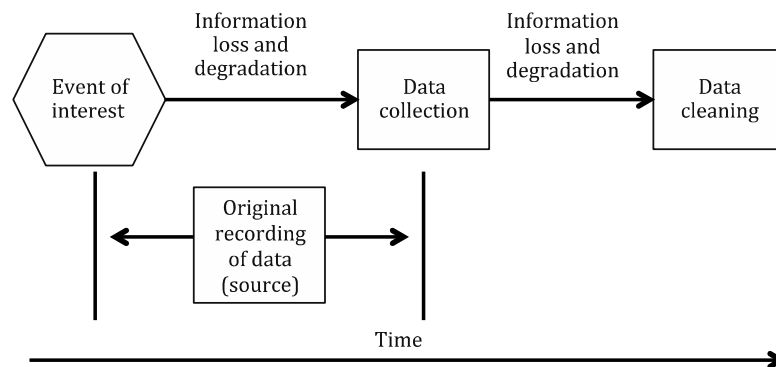 Information
loss and
degradation
Information
loss and
degradation
Event of
interest
Data
collection
Data
cleaning
Original
recording
of data
(source)
Time